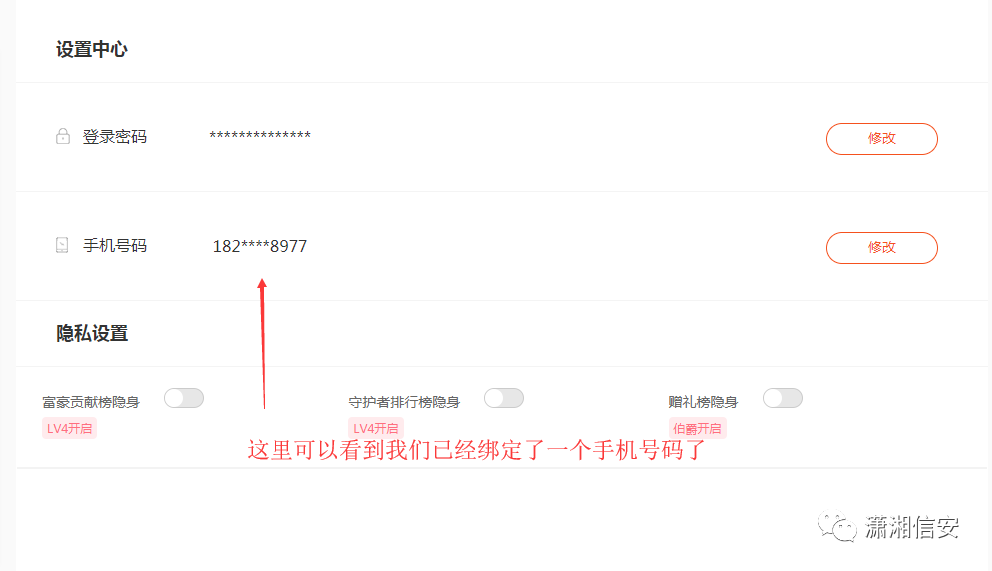 设置中心
登录密码 ************** 修改
手机号码 182****8977 修改
隐私设置
富豪贡献榜隐身 守护者排行榜隐身 赠礼榜隐身
LV4开启 LV4开启 伯爵开启
这里可以看到我们已经绑定了一个手机号码了
潇湘信安